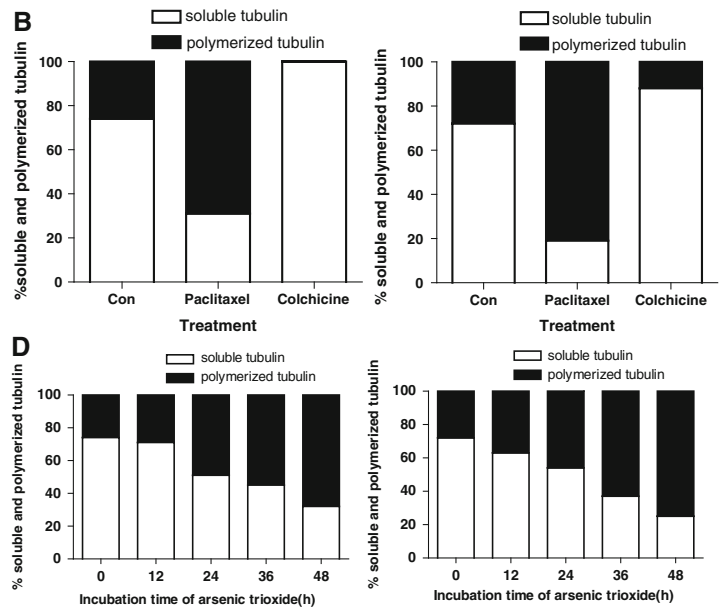 B
soluble tubulin
polymerized tubulin
%soluble and polymerized tubulin
100
80
60
40
20
0
Con Paclitaxel Colchicine
Treatment
soluble tubulin
polymerized tubulin
% soluble and polymerized tubulin
100
80
60
40
20
0
Con Paclitaxel Colchicine
Treatment
D
soluble tubulin
polymerized tubulin
% soluble and polymerized tubulin
100
80
60
40
20
0
0 12 24 36 48
Incubation time of arsenic trioxide(h)
soluble tubulin
polymerized tubulin
% soluble and polymerized tubulin
100
80
60
40
20
0
0 12 24 36 48
Incubation time of arsenic trioxide(h)